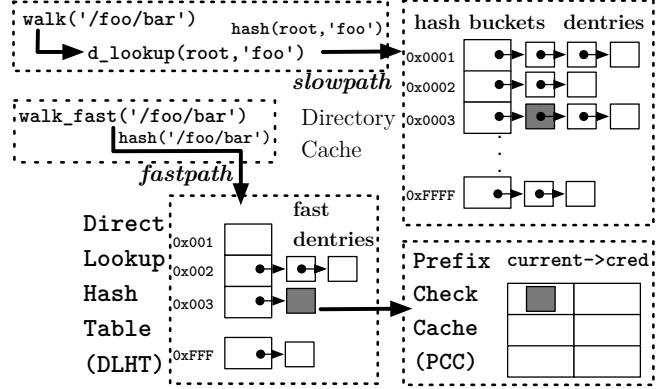 walk('/foo/bar')
hash(root,'foo')
d_lookup(root,'foo')
slowpath
hash buckets dentries
0x0001
0x0002
0x0003
.
.
.
0xFFFF
walk_fast('/foo/bar')
hash('/foo/bar')
fastpath
Directory
Cache
Direct
Lookup
Hash
Table
(DLHT)
fast
dentries
0x001
0x002
0x003
0xFFF
Prefix
Check
Cache
(PCC)
current->cred